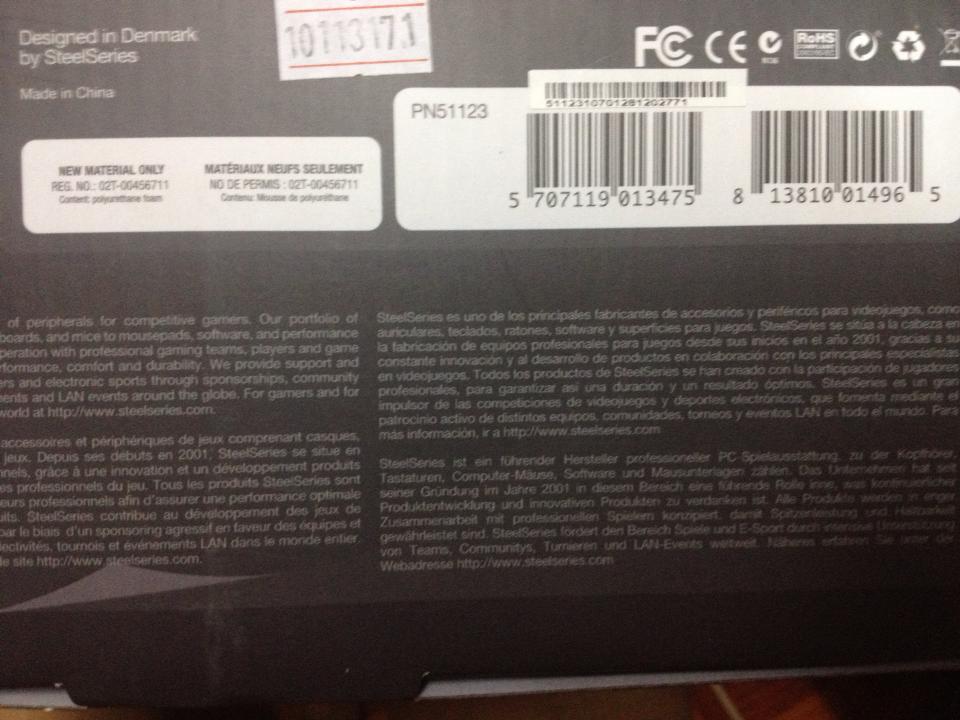 Designed in Denmark
by SteelSeries
Made in China
10113171
FC CE
RoHS
COMPLIANT
PN51123
5112310701281202771
5 707119 013475
8 13810 01496 5
NEW MATERIAL ONLY
REG. NO.: 02T-00456711
Content: polyurethane foam
MATÉRIAUX NEUFS SEULEMENT
NO DE PERMIS : 02T-00456711
Contenu: Mousse de polyuréthane
of peripherals for competitive gamers. Our portfolio of
boards, and mice to mousepads, software, and performance
peration with professional gaming teams, players and game
rformance, comfort and durability. We provide support and
ers and electronic sports through sponsorships, community
ents and LAN events around the globe. For gamers and for
world at http://www.steelseries.com.
accessoires et périphériques de jeux comprenant casques,
jeux. Depuis ses débuts en 2001, SteelSeries se situe en
nnels, grâce à une innovation et un développement produits
es professionnels du jeu. Tous les produits SteelSeries sont
eurs professionnels afin d'assurer une performance optimale
uits. SteelSeries contribue au développement des jeux de
par le biais d'un sponsoring agressif en faveur des équipes et
lectivités, tournois et événements LAN dans le monde entier.
le site http://www.steelseries.com.
SteelSeries es uno de los principales fabricantes de accesorios y periféricos para videojuegos, como
auriculares, teclados, ratones, software y superficies para juegos. SteelSeries se sitúa a la cabeza en
la fabricación de equipos profesionales para juegos desde sus inicios en el año 2001, gracias a su
constante innovación y al desarrollo de productos en colaboración con los principales especialistas
en videojuegos. Todos los productos de SteelSeries se han creado con la participación de jugadores
profesionales, para garantizar así una duración y un resultado óptimos. SteelSeries es un gran
impulsor de las competiciones de videojuegos y deportes electrónicos, que fomenta mediante el
patrocinio activo de distintos equipos, comunidades, torneos y eventos LAN en todo el mundo. Para
más información, ir a http://www.steelseries.com
SteelSeries ist ein führender Hersteller professioneller PC-Spielausstattung, zu der Kopfhörer,
Tastaturen, Computer-Mäuse, Software und Mausunterlagen zählen. Das Unternehmen hat seit
seiner Gründung im Jahre 2001 in diesem Bereich eine führende Rolle inne, was kontinuierlicher
Produktentwicklung und innovativen Produkten zu verdanken ist. Alle Produkte werden in enger
Zusammenarbeit mit professionellen Spielern konzipiert, damit Spitzenleistung und Haltbarkeit
gewährleistet sind. SteelSeries fördert den Bereich Spiele und E-Sport durch intensive Unterstützung
von Teams, Communitys, Turnieren und LAN-Events weltweit. Näheres erfahren Sie unter der
Webadresse http://www.steelseries.com